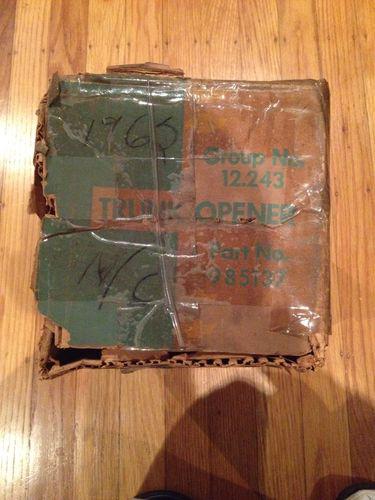 1965
Group No.
12.243
TRUNK OPENER
Part No.
985137
N/C